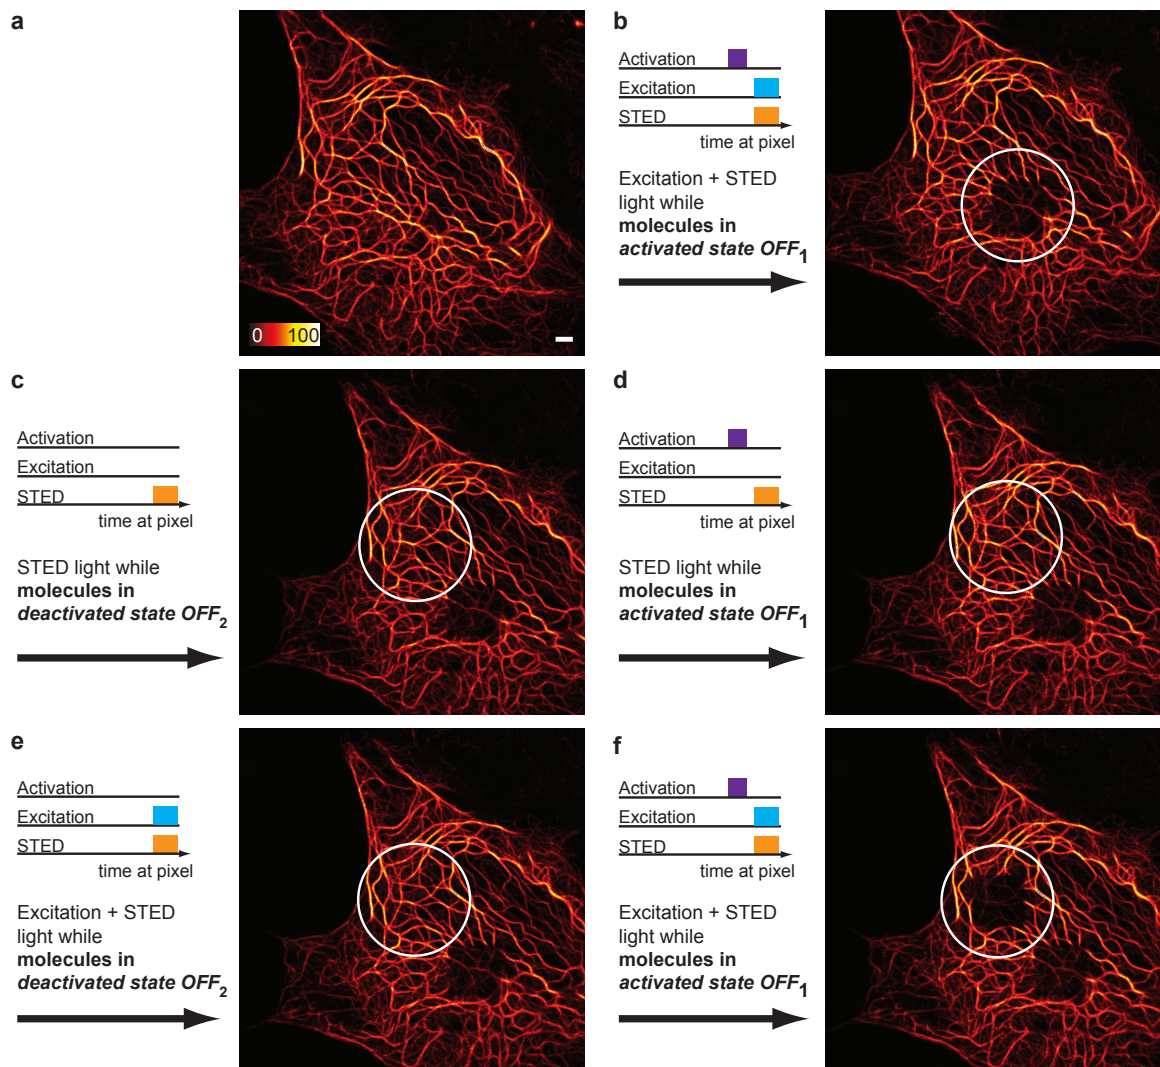 a
0 100
b
Activation
Excitation
STED
time at pixel
Excitation + STED
light while
molecules in
activated state OFF1
c
Activation
Excitation
STED
time at pixel
STED light while
molecules in
deactivated state OFF2
d
Activation
Excitation
STED
time at pixel
STED light while
molecules in
activated state OFF1
e
Activation
Excitation
STED
time at pixel
Excitation + STED
light while
molecules in
deactivated state OFF2
f
Activation
Excitation
STED
time at pixel
Excitation + STED
light while
molecules in
activated state OFF1